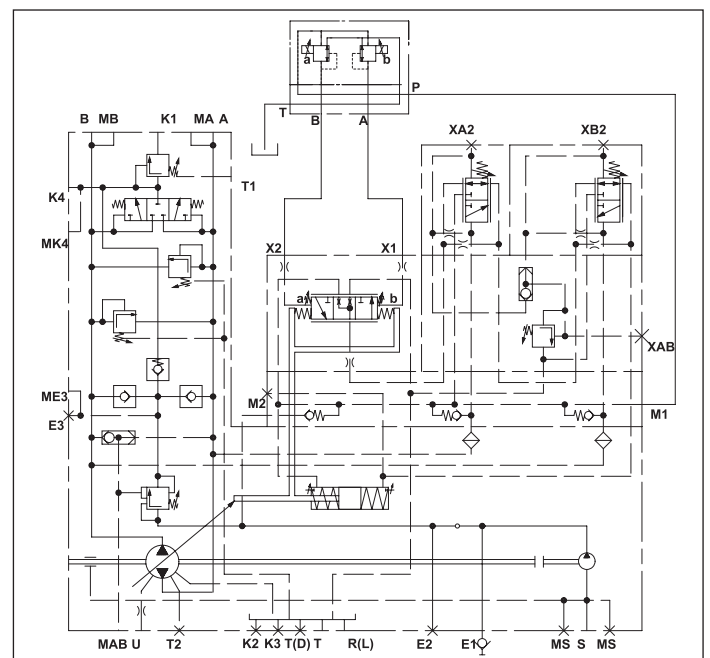 a b
P
T B A
B MB K1 MA A
XA2 XB2
T1
K4
MK4
X2 X1
a b
XAB
ME3
M2
M1
E3
MAB U T2 K2 K3 T(D) T R(L) E2 E1 MS S MS